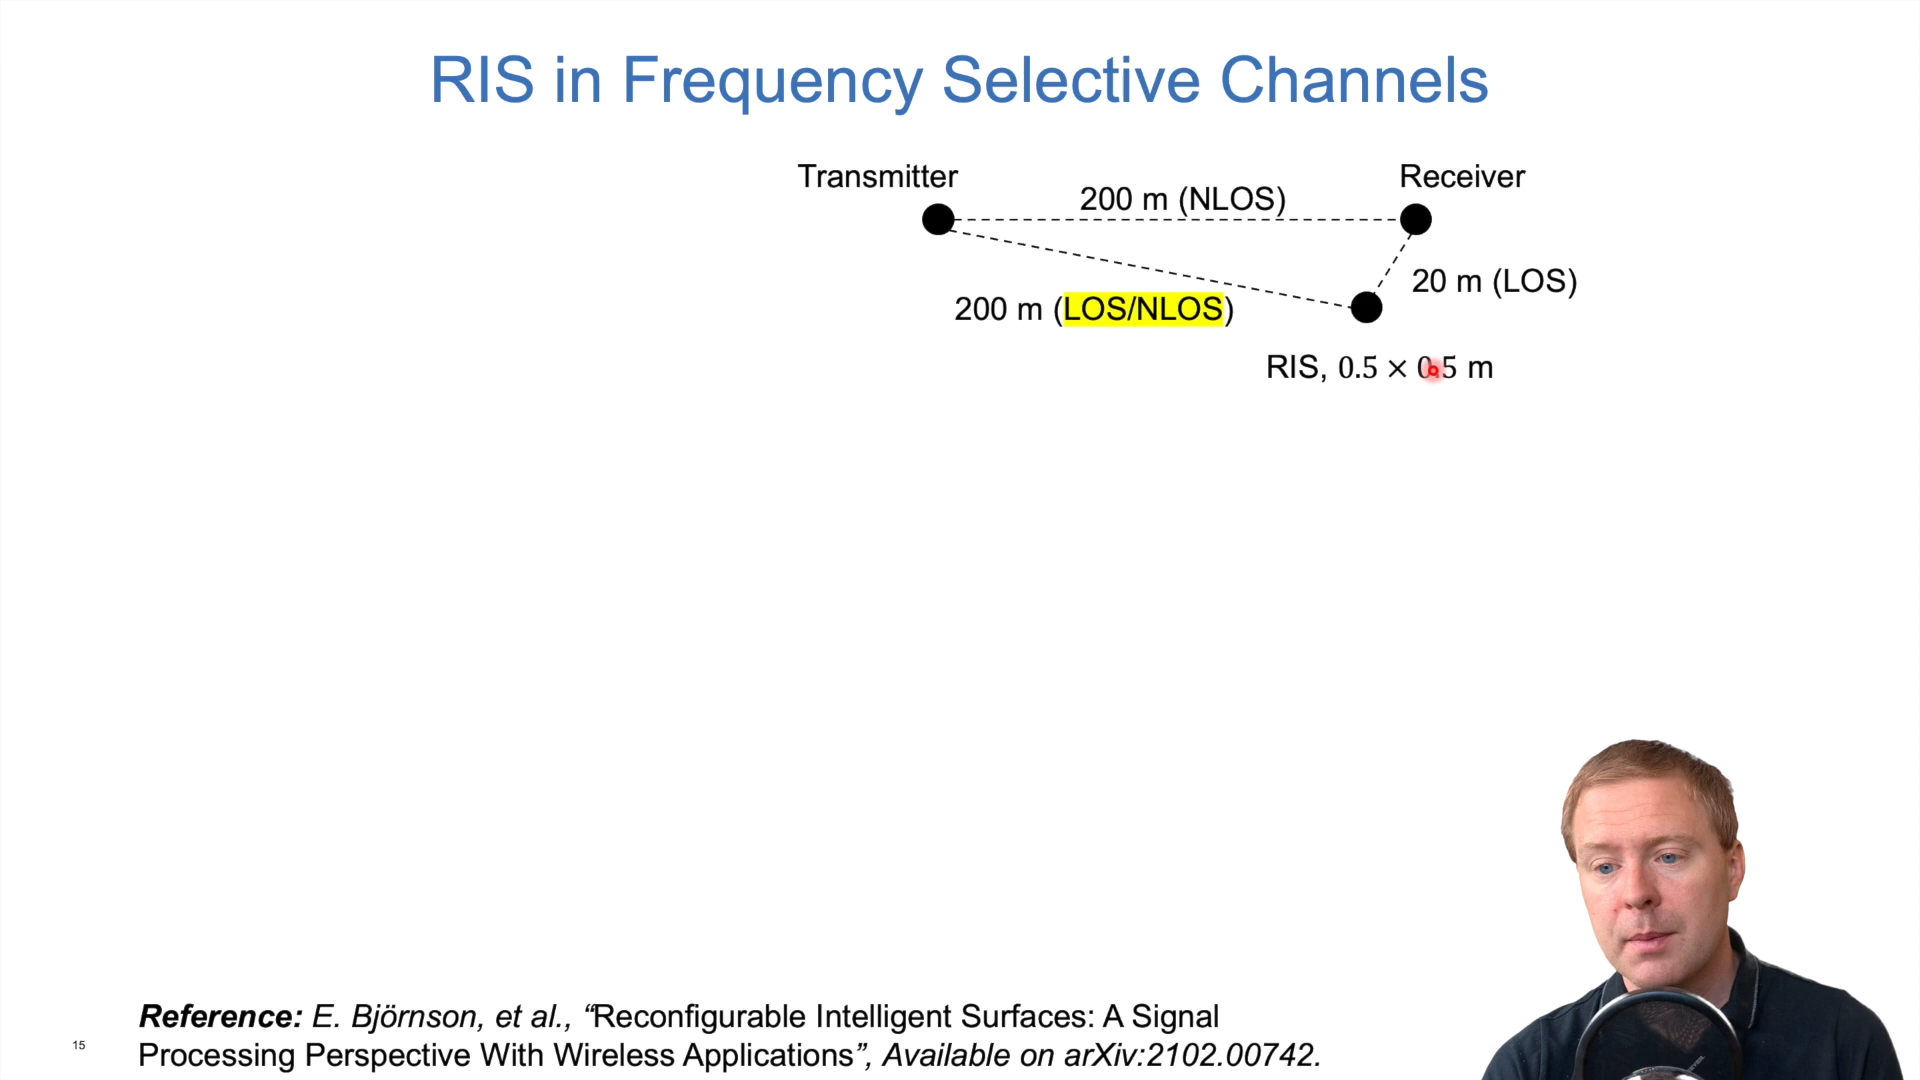 RIS in Frequency Selective Channels
Transmitter
Receiver
200 m (NLOS)
20 m (LOS)
200 m (LOS/NLOS)
RIS, 0.5 × 0.5 m
Reference: E. Björnson, et al., “Reconfigurable Intelligent Surfaces: A Signal
Processing Perspective With Wireless Applications”, Available on arXiv:2102.00742.
15